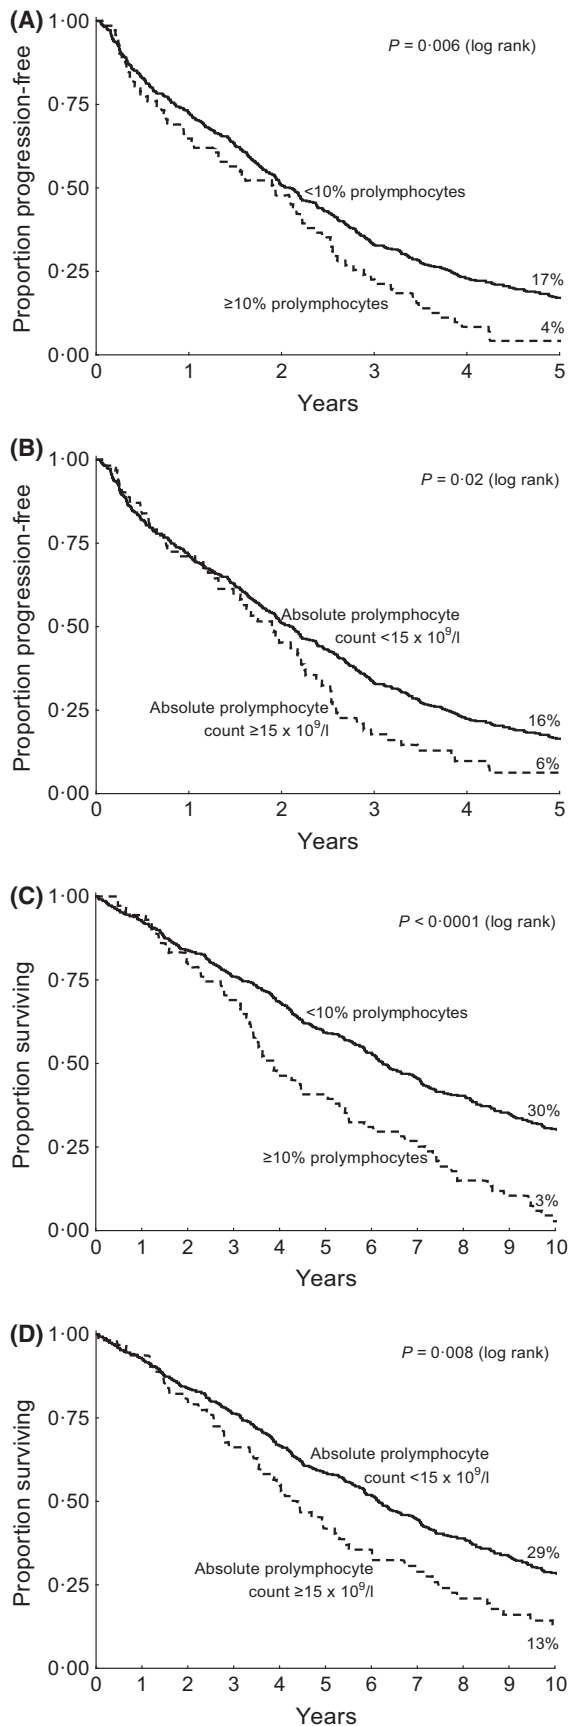 (A)
1·00
0·75
0·50
0·25
0·00
Proportion progression-free
P = 0·006 (log rank)
<10% prolymphocytes
≥10% prolymphocytes
17%
4%
0 1 2 3 4 5
Years
(B)
1·00
0·75
0·50
0·25
0·00
Proportion progression-free
P = 0·02 (log rank)
Absolute prolymphocyte
count <15 x 10⁹/l
Absolute prolymphocyte
count ≥15 x 10⁹/l
16%
6%
0 1 2 3 4 5
Years
(C)
1·00
0·75
0·50
0·25
0·00
Proportion surviving
P < 0·0001 (log rank)
<10% prolymphocytes
≥10% prolymphocytes
30%
3%
0 1 2 3 4 5 6 7 8 9 10
Years
(D)
1·00
0·75
0·50
0·25
0·00
Proportion surviving
P = 0·008 (log rank)
Absolute prolymphocyte
count <15 x 10⁹/l
Absolute prolymphocyte
count ≥15 x 10⁹/l
29%
13%
0 1 2 3 4 5 6 7 8 9 10
Years